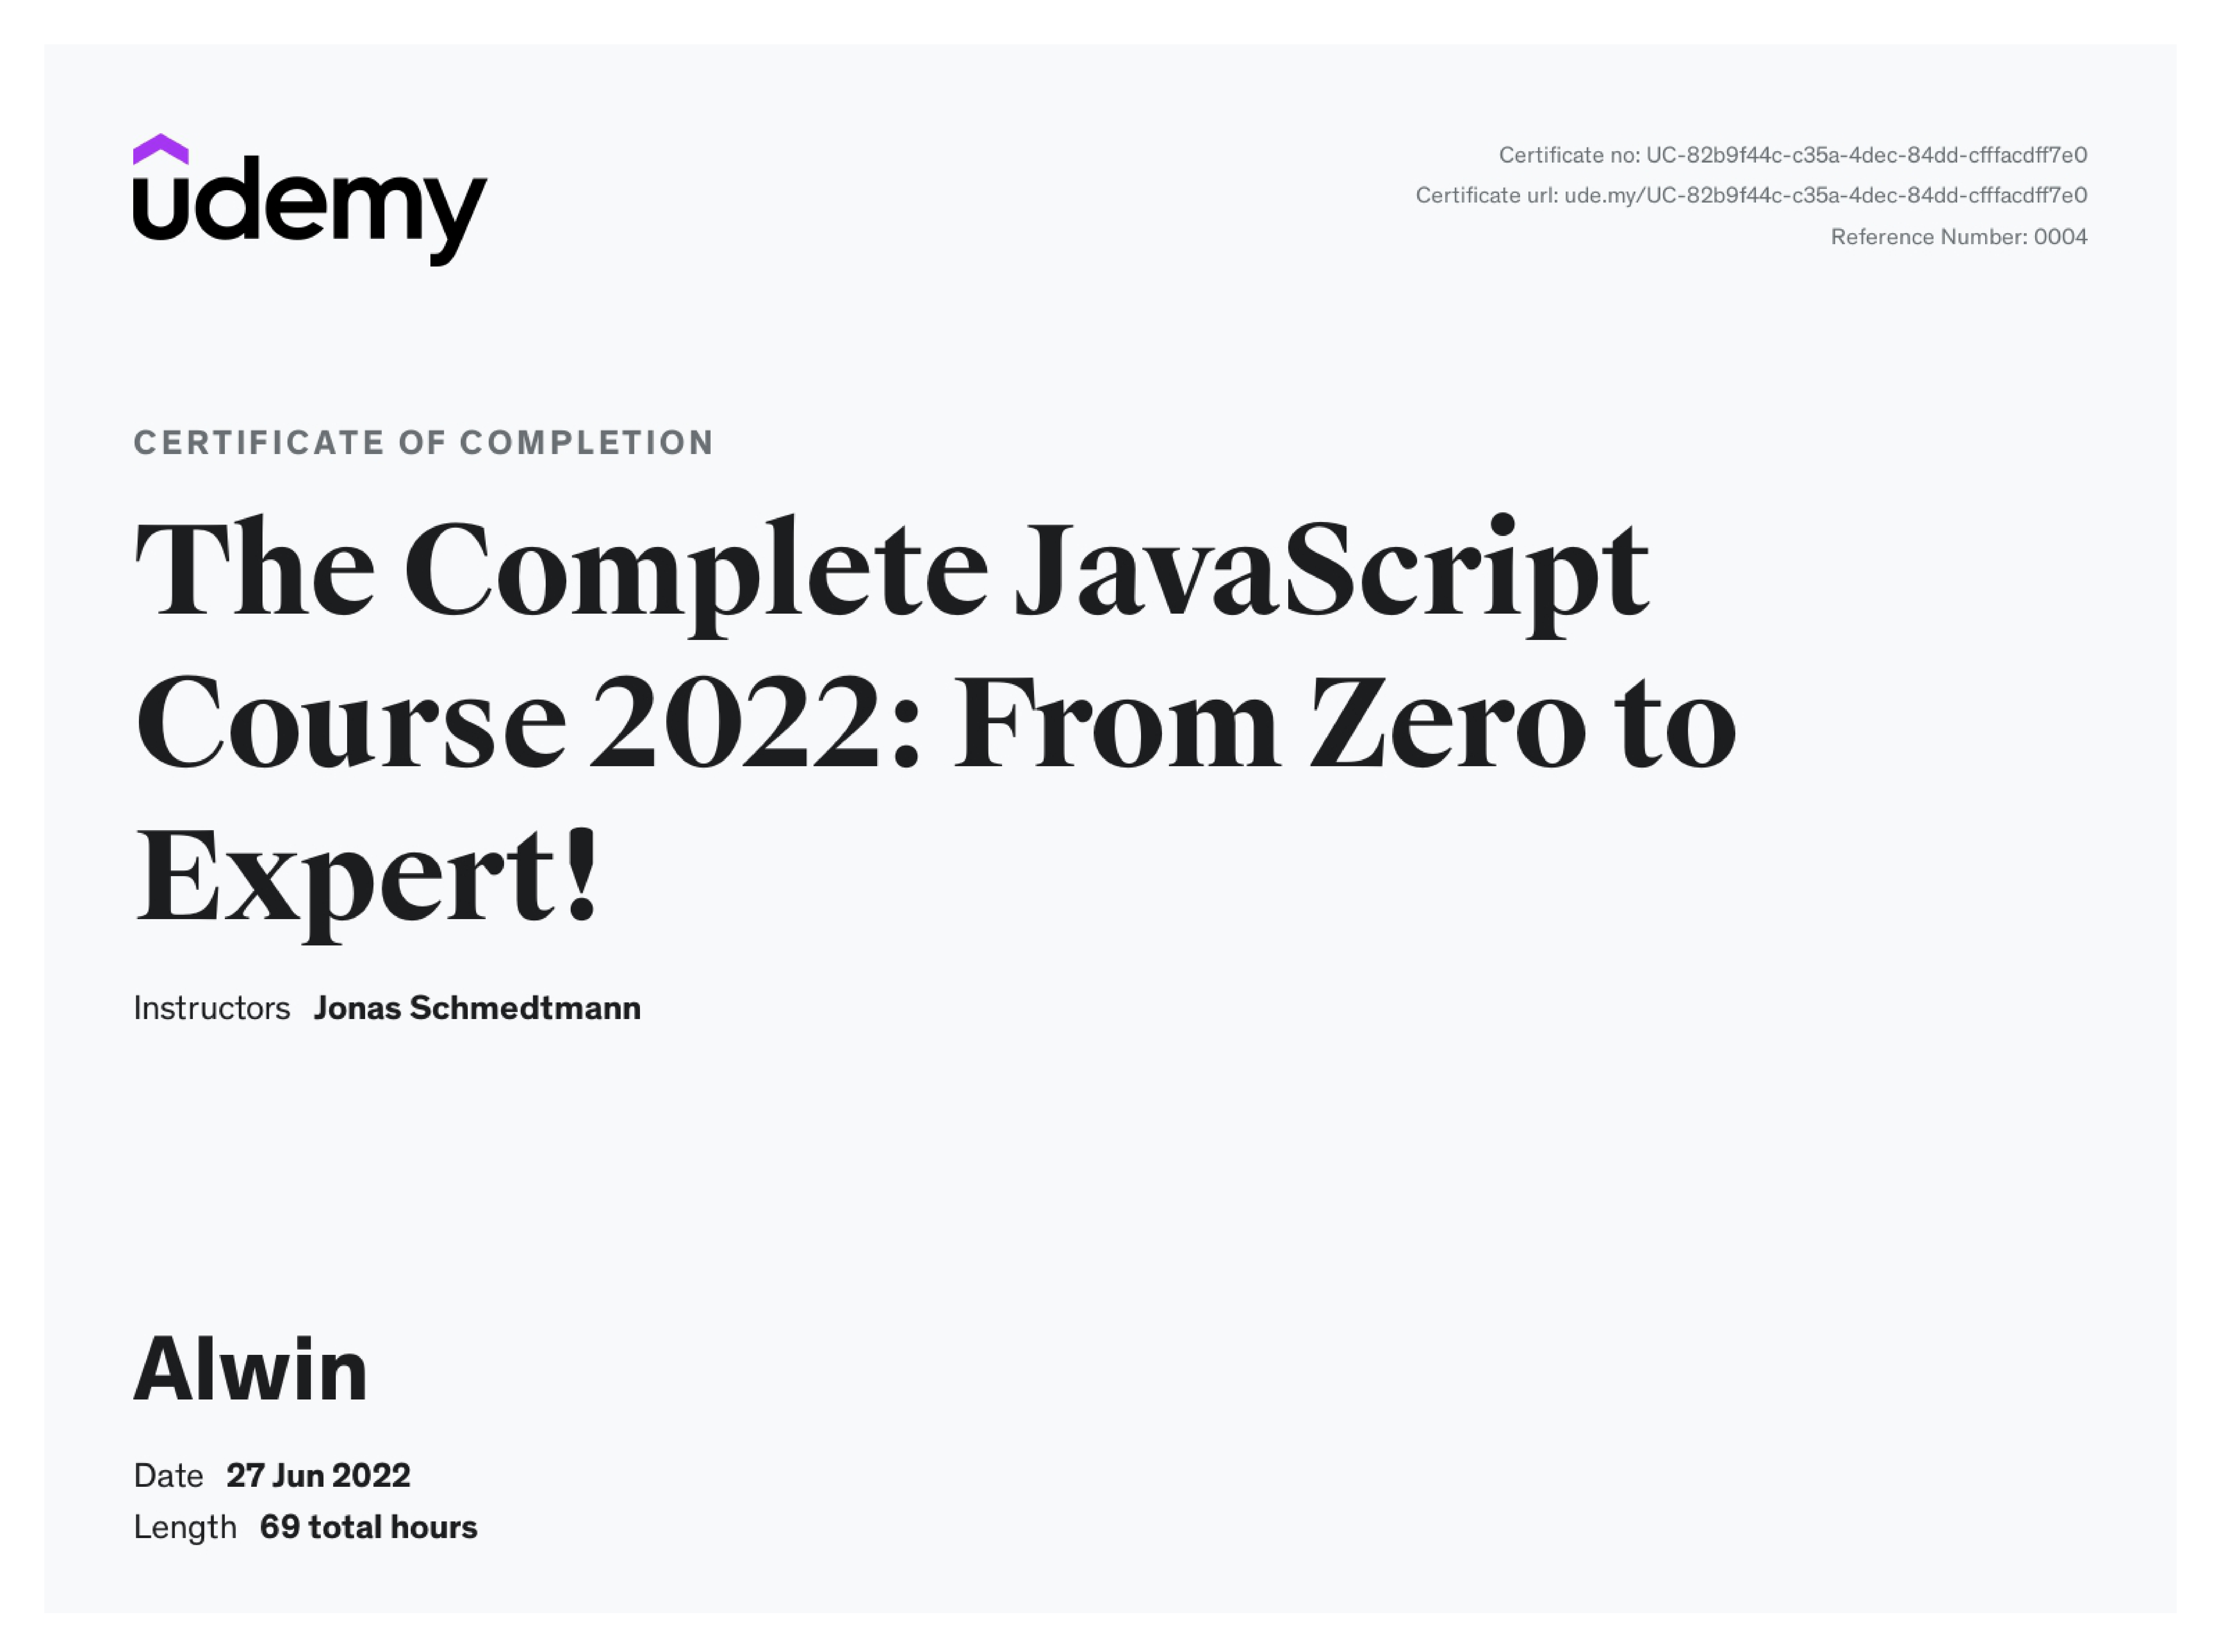 udemy
Certificate no: UC-82b9f44c-c35a-4dec-84dd-cfffacdff7e0
Certificate url: ude.my/UC-82b9f44c-c35a-4dec-84dd-cfffacdff7e0
Reference Number: 0004
CERTIFICATE OF COMPLETION
The Complete JavaScript
Course 2022: From Zero to
Expert!
Instructors Jonas Schmedtmann
Alwin
Date 27 Jun 2022
Length 69 total hours